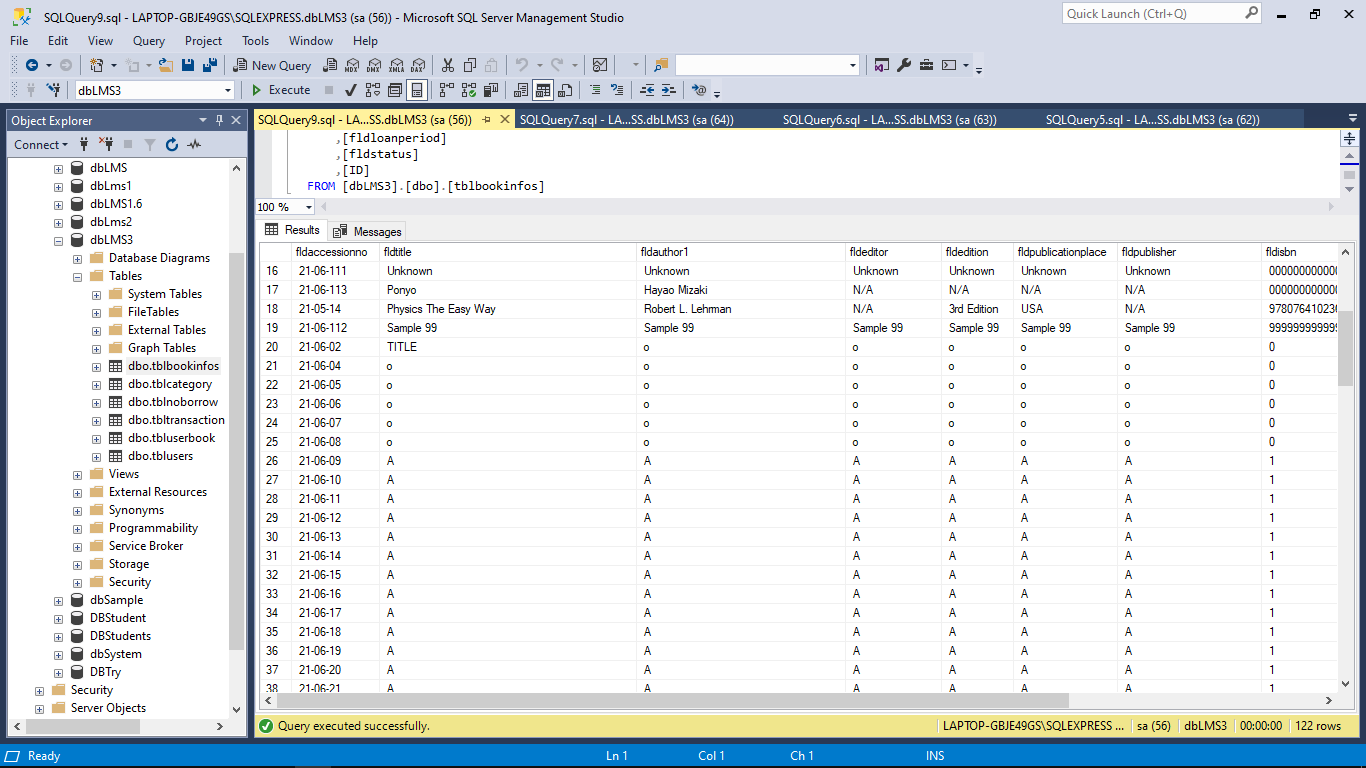 SQLQuery9.sql - LAPTOP-GBJE49GS\SQLEXPRESS.dbLMS3 (sa (56)) - Microsoft SQL Server Management Studio
Quick Launch (Ctrl+Q)
File Edit View Query Project Tools Window Help
New Query MDX DMX XMLA DAX
dbLMS3 Execute
Object Explorer
Connect
dbLMS
dbLms1
dbLMS1.6
dbLms2
dbLMS3
Database Diagrams
Tables
System Tables
FileTables
External Tables
Graph Tables
dbo.tblbookinfos
dbo.tblcategory
dbo.tblnoborrow
dbo.tbltransaction
dbo.tbluserbook
dbo.tblusers
Views
External Resources
Synonyms
Programmability
Service Broker
Storage
Security
dbSample
DBStudent
DBStudents
dbSystem
DBTry
Security
Server Objects
SQLQuery9.sql - LA...SS.dbLMS3 (sa (56)) SQLQuery7.sql - LA...SS.dbLMS3 (sa (64)) SQLQuery6.sql - LA...SS.dbLMS3 (sa (63)) SQLQuery5.sql - LA...SS.dbLMS3 (sa (62))
,[fldloanperiod]
,[fldstatus]
,[ID]
FROM [dbLMS3].[dbo].[tblbookinfos]
100 %
Results Messages
fldaccessionno fldtitle fldauthor1 fldeditor fldedition fldpublicationplace fldpublisher fldisbn
16 21-06-111 Unknown Unknown Unknown Unknown Unknown Unknown 000000000000
17 21-06-113 Ponyo Hayao Mizaki N/A N/A N/A N/A 000000000000
18 21-05-14 Physics The Easy Way Robert L. Lehman N/A 3rd Edition USA N/A 978076410236
19 21-06-112 Sample 99 Sample 99 Sample 99 Sample 99 Sample 99 Sample 99 999999999999
20 21-06-02 TITLE o o o o o 0
21 21-06-04 o o o o o o 0
22 21-06-05 o o o o o o 0
23 21-06-06 o o o o o o 0
24 21-06-07 o o o o o o 0
25 21-06-08 o o o o o o 0
26 21-06-09 A A A A A A 1
27 21-06-10 A A A A A A 1
28 21-06-11 A A A A A A 1
29 21-06-12 A A A A A A 1
30 21-06-13 A A A A A A 1
31 21-06-14 A A A A A A 1
32 21-06-15 A A A A A A 1
33 21-06-16 A A A A A A 1
34 21-06-17 A A A A A A 1
35 21-06-18 A A A A A A 1
36 21-06-19 A A A A A A 1
37 21-06-20 A A A A A A 1
38 21-06-21 A A A A A A 1
Query executed successfully. LAPTOP-GBJE49GS\SQLEXPRESS ... sa (56) dbLMS3 00:00:00 122 rows
Ready Ln 1 Col 1 Ch 1 INS